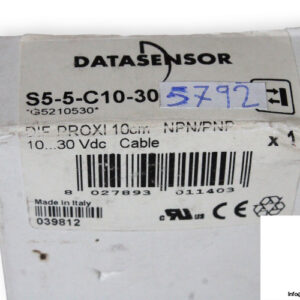 DATASENSOR
S5-5-C10-30 5792
*G5210530*
DIF.PROXI 10cm NPN/PNP
10...30 Vdc Cable x 1
8 027893 011403
Made in Italy
039812